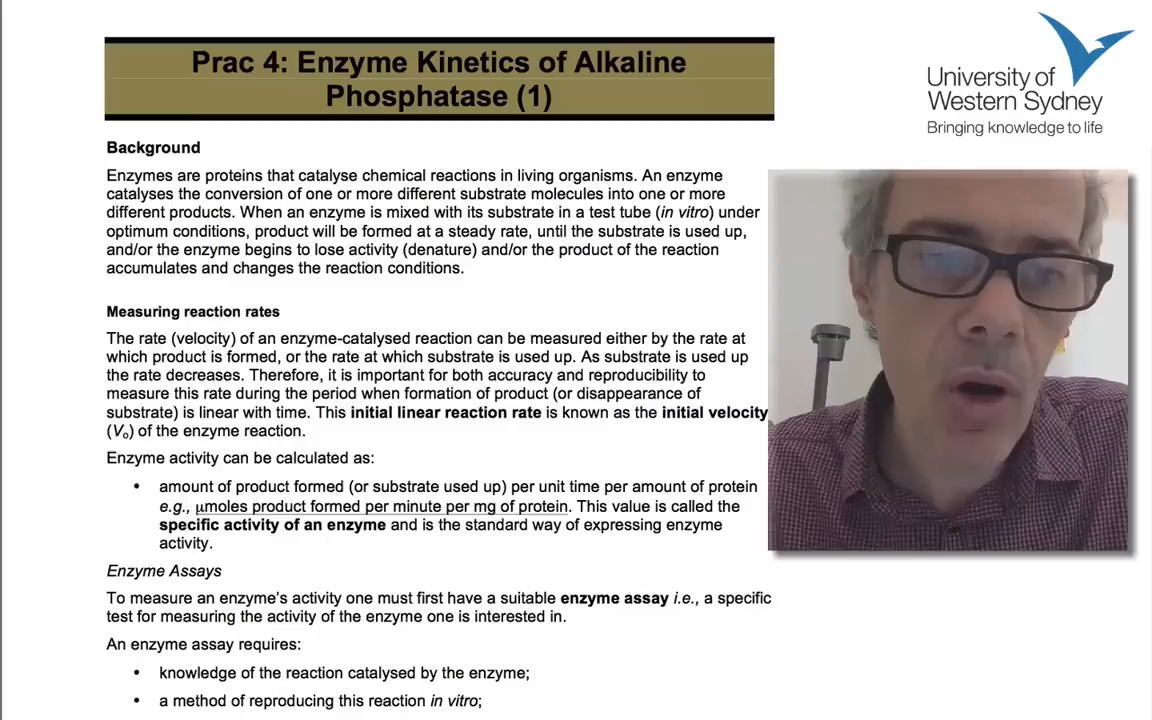 Prac 4: Enzyme Kinetics of Alkaline
Phosphatase (1)
University of
Western Sydney
Bringing knowledge to life
Background
Enzymes are proteins that catalyse chemical reactions in living organisms. An enzyme
catalyses the conversion of one or more different substrate molecules into one or more
different products. When an enzyme is mixed with its substrate in a test tube (in vitro) under
optimum conditions, product will be formed at a steady rate, until the substrate is used up,
and/or the enzyme begins to lose activity (denature) and/or the product of the reaction
accumulates and changes the reaction conditions.
Measuring reaction rates
The rate (velocity) of an enzyme-catalysed reaction can be measured either by the rate at
which product is formed, or the rate at which substrate is used up. As substrate is used up
the rate decreases. Therefore, it is important for both accuracy and reproducibility to
measure this rate during the period when formation of product (or disappearance of
substrate) is linear with time. This initial linear reaction rate is known as the initial velocity
(Vₒ) of the enzyme reaction.
Enzyme activity can be calculated as:
• amount of product formed (or substrate used up) per unit time per amount of protein
e.g., μmoles product formed per minute per mg of protein. This value is called the
specific activity of an enzyme and is the standard way of expressing enzyme
activity.
Enzyme Assays
To measure an enzyme's activity one must first have a suitable enzyme assay i.e., a specific
test for measuring the activity of the enzyme one is interested in.
An enzyme assay requires:
• knowledge of the reaction catalysed by the enzyme;
• a method of reproducing this reaction in vitro;